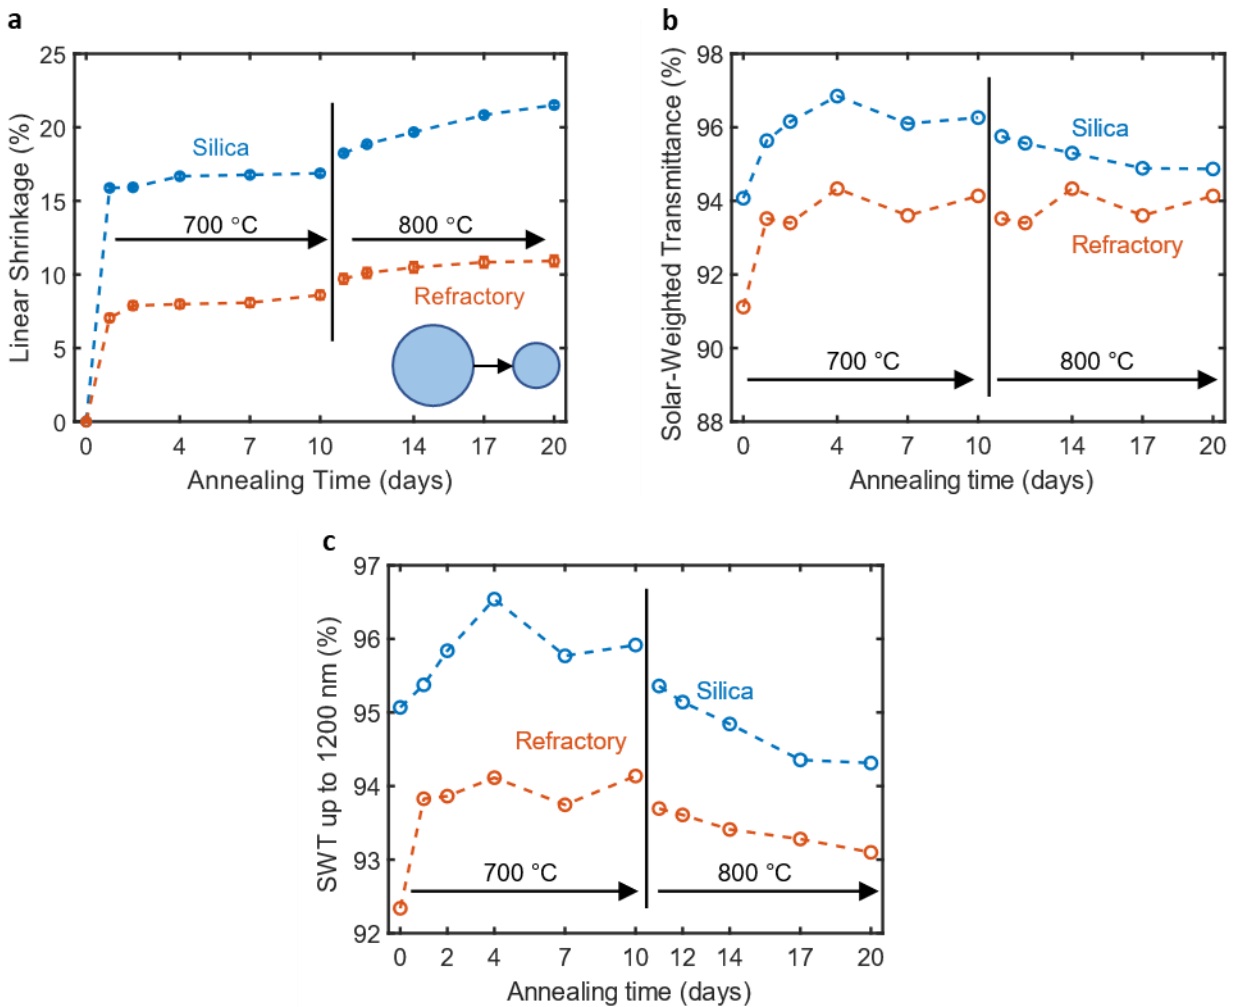 a
Linear Shrinkage (%)
25
20
15
10
5
0
Silica
700 °C
800 °C
Refractory
0 4 7 10 14 17 20
Annealing Time (days)
b
Solar-Weighted Transmittance (%)
98
96
94
92
90
88
Silica
Refractory
700 °C
800 °C
0 4 7 10 14 17 20
Annealing time (days)
c
SWT up to 1200 nm (%)
97
96
95
94
93
92
Silica
Refractory
700 °C
800 °C
0 2 4 7 10 12 14 17 20
Annealing time (days)